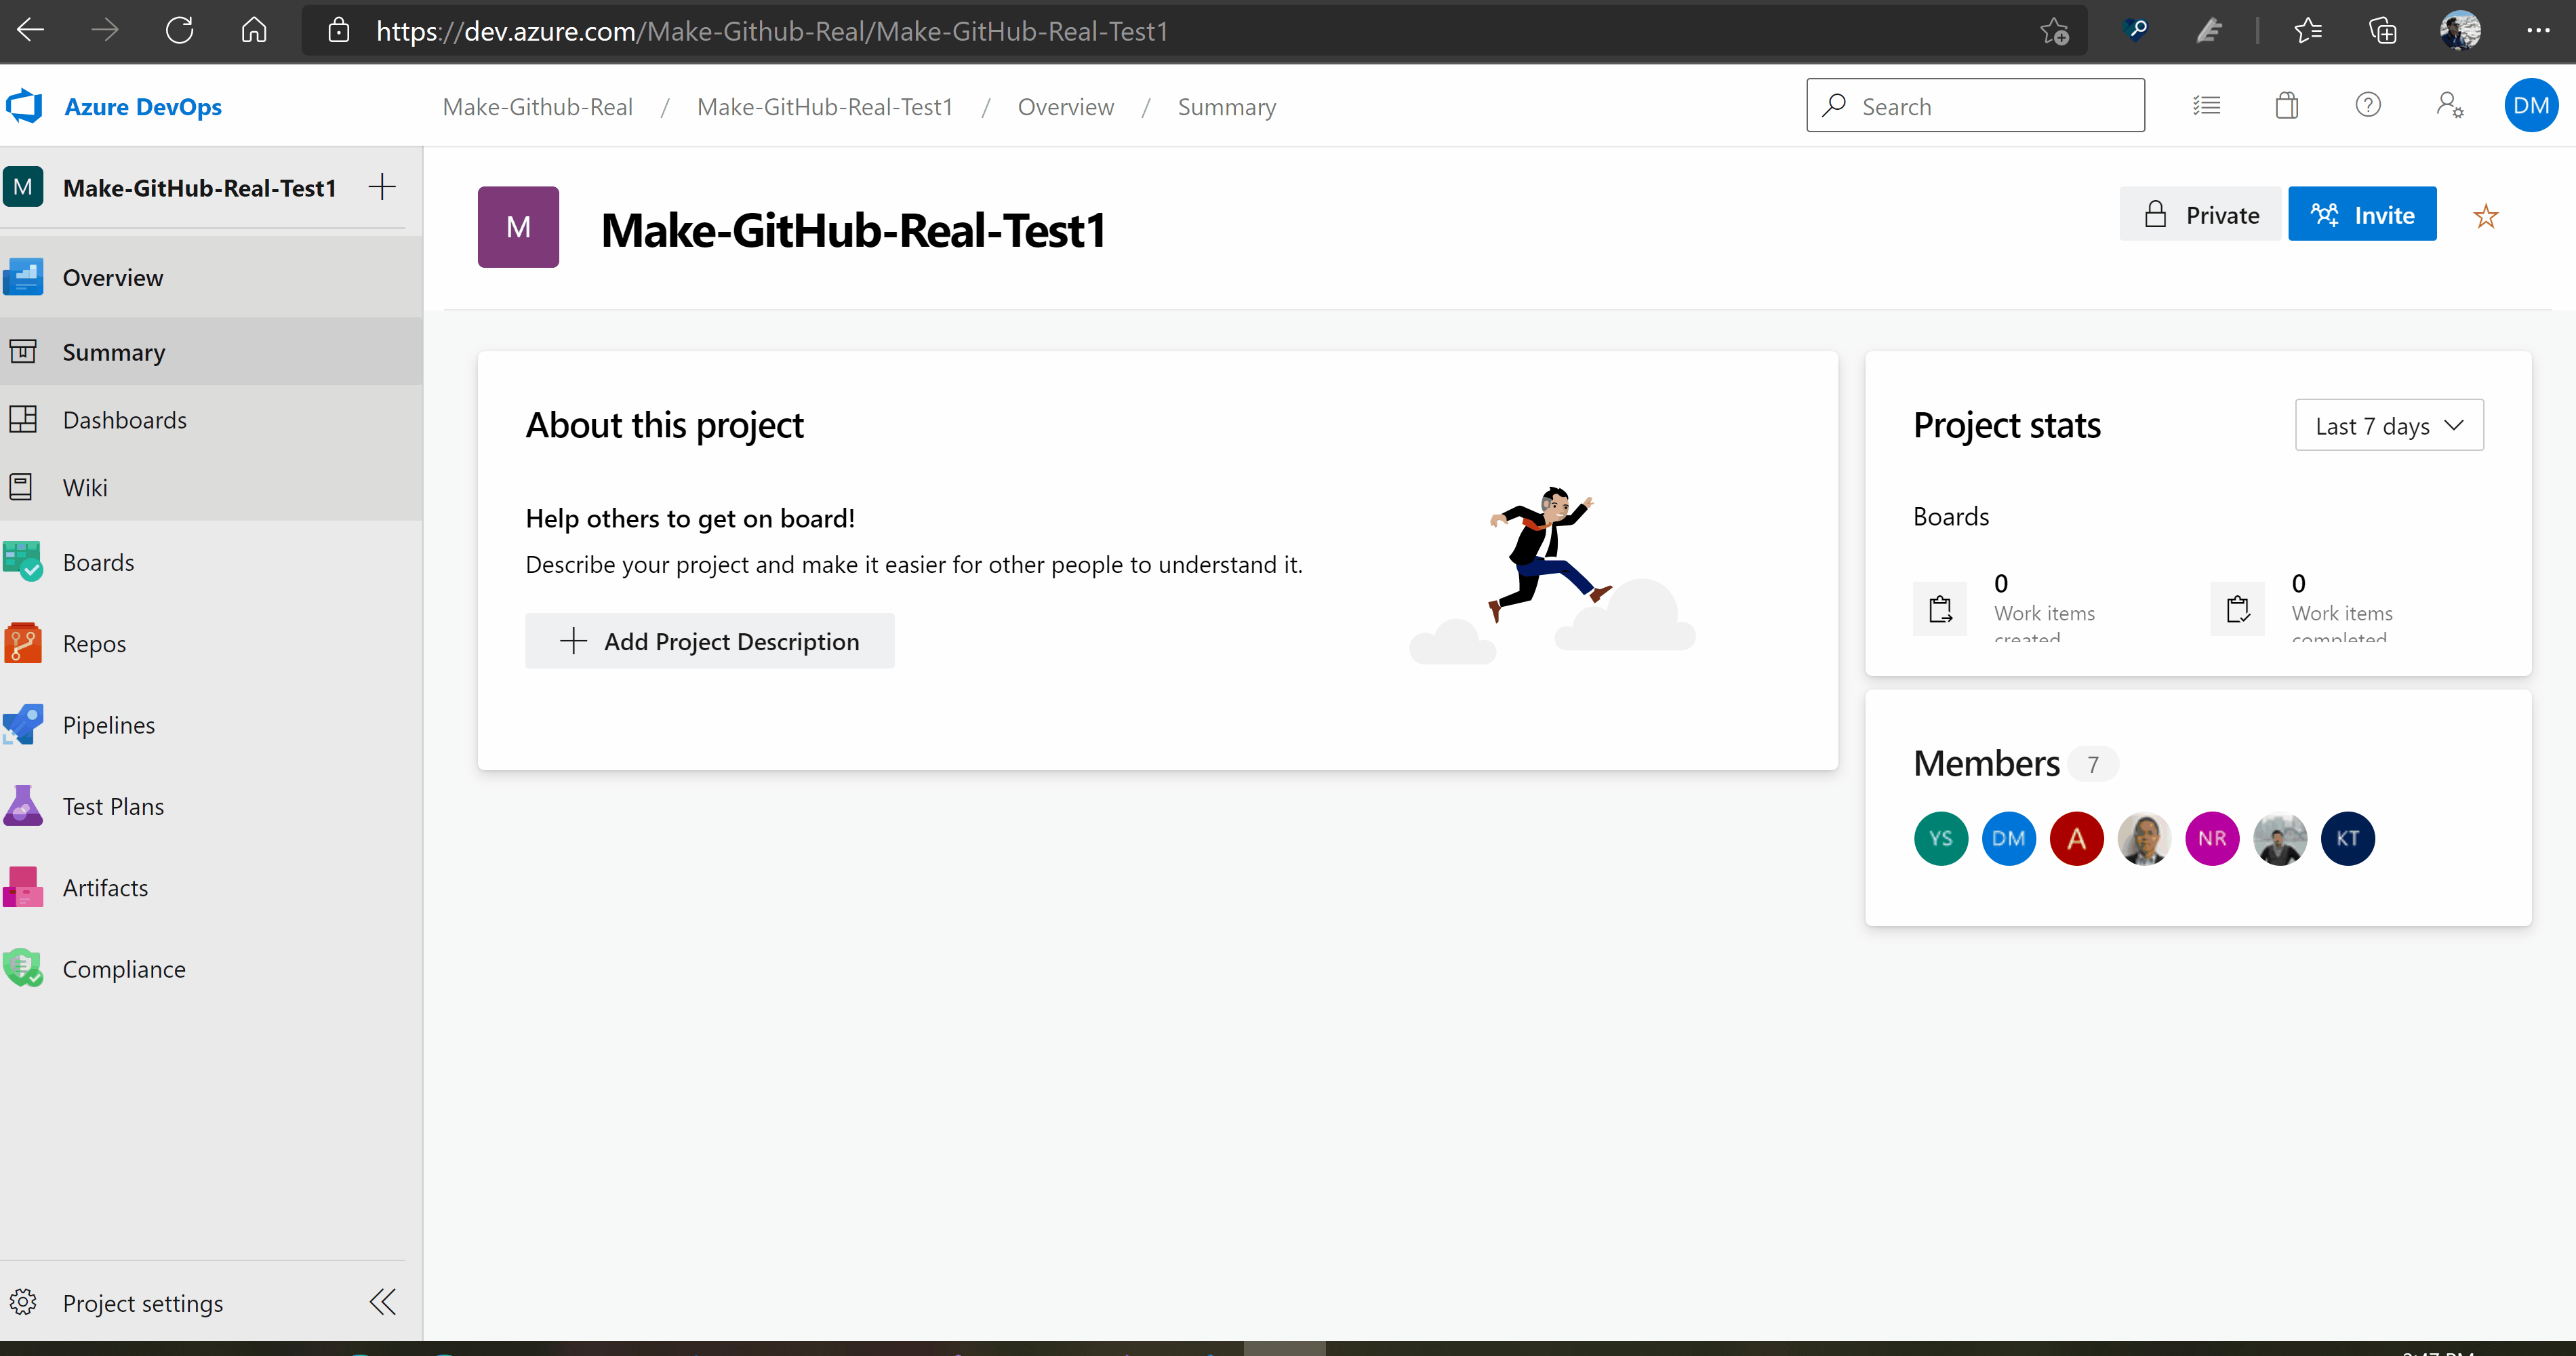 https://dev.azure.com/Make-Github-Real/Make-GitHub-Real-Test1
Azure DevOps
Make-Github-Real / Make-GitHub-Real-Test1 / Overview / Summary
Search
DM
M Make-GitHub-Real-Test1
Overview
Summary
Dashboards
Wiki
Boards
Repos
Pipelines
Test Plans
Artifacts
Compliance
Project settings
M
Make-GitHub-Real-Test1
Private
Invite
About this project
Help others to get on board!
Describe your project and make it easier for other people to understand it.
Add Project Description
Project stats
Last 7 days
Boards
0
Work items
created
0
Work items
completed
Members 7
YS DM A NR KT